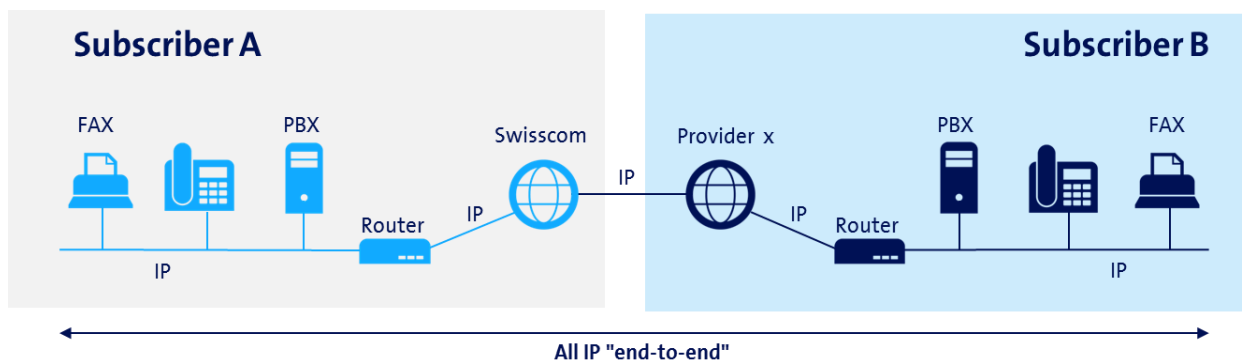 Subscriber A
Subscriber B
FAX
PBX
Swisscom
Provider x
PBX
FAX
IP
Router
IP
IP
Router
IP
IP
All IP "end-to-end"